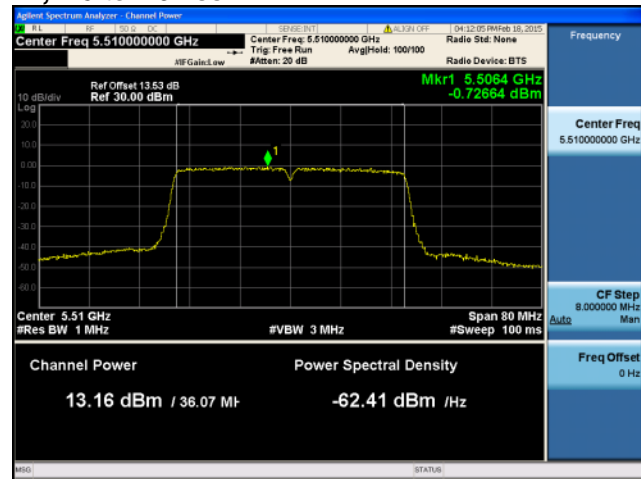 Agilent Spectrum Analyzer - Channel Power
RL RF 50 Ω DC SENSE:INT ALIGN OFF 04:12:05 PM Feb 18, 2015
Center Freq 5.510000000 GHz
Center Freq: 5.510000000 GHz
Radio Std: None
Trig: Free Run Avg|Hold: 100/100
#IFGain:Low #Atten: 20 dB Radio Device: BTS
Frequency
Mkr1 5.5064 GHz
-0.72664 dBm
Ref Offset 13.53 dB
10 dB/div Ref 30.00 dBm
Log
20.0
10.0
0.00
-10.0
-20.0
-30.0
-40.0
-50.0
-60.0
1
Center 5.51 GHz Span 80 MHz
#Res BW 1 MHz #VBW 3 MHz #Sweep 100 ms
Channel Power Power Spectral Density
13.16 dBm / 36.07 MH -62.41 dBm /Hz
Center Freq
5.510000000 GHz
CF Step
8.000000 MHz
Auto Man
Freq Offset
0 Hz
MSG STATUS